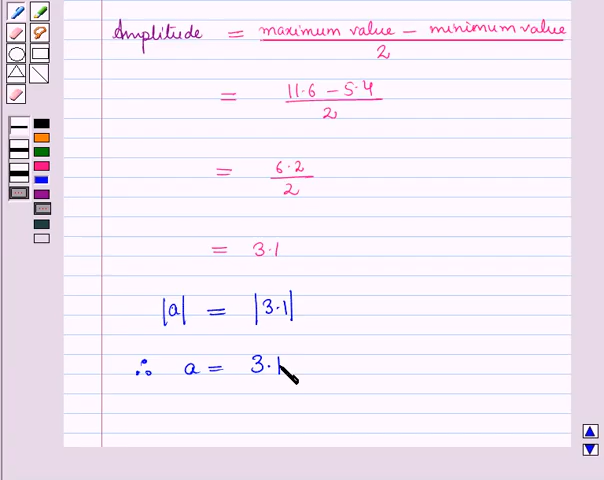 Amplitude = maximum value - minimum value / 2
= 11.6 - 5.4 / 2
= 6.2 / 2
= 3.1
|a| = |3.1|
∴ a = 3.1